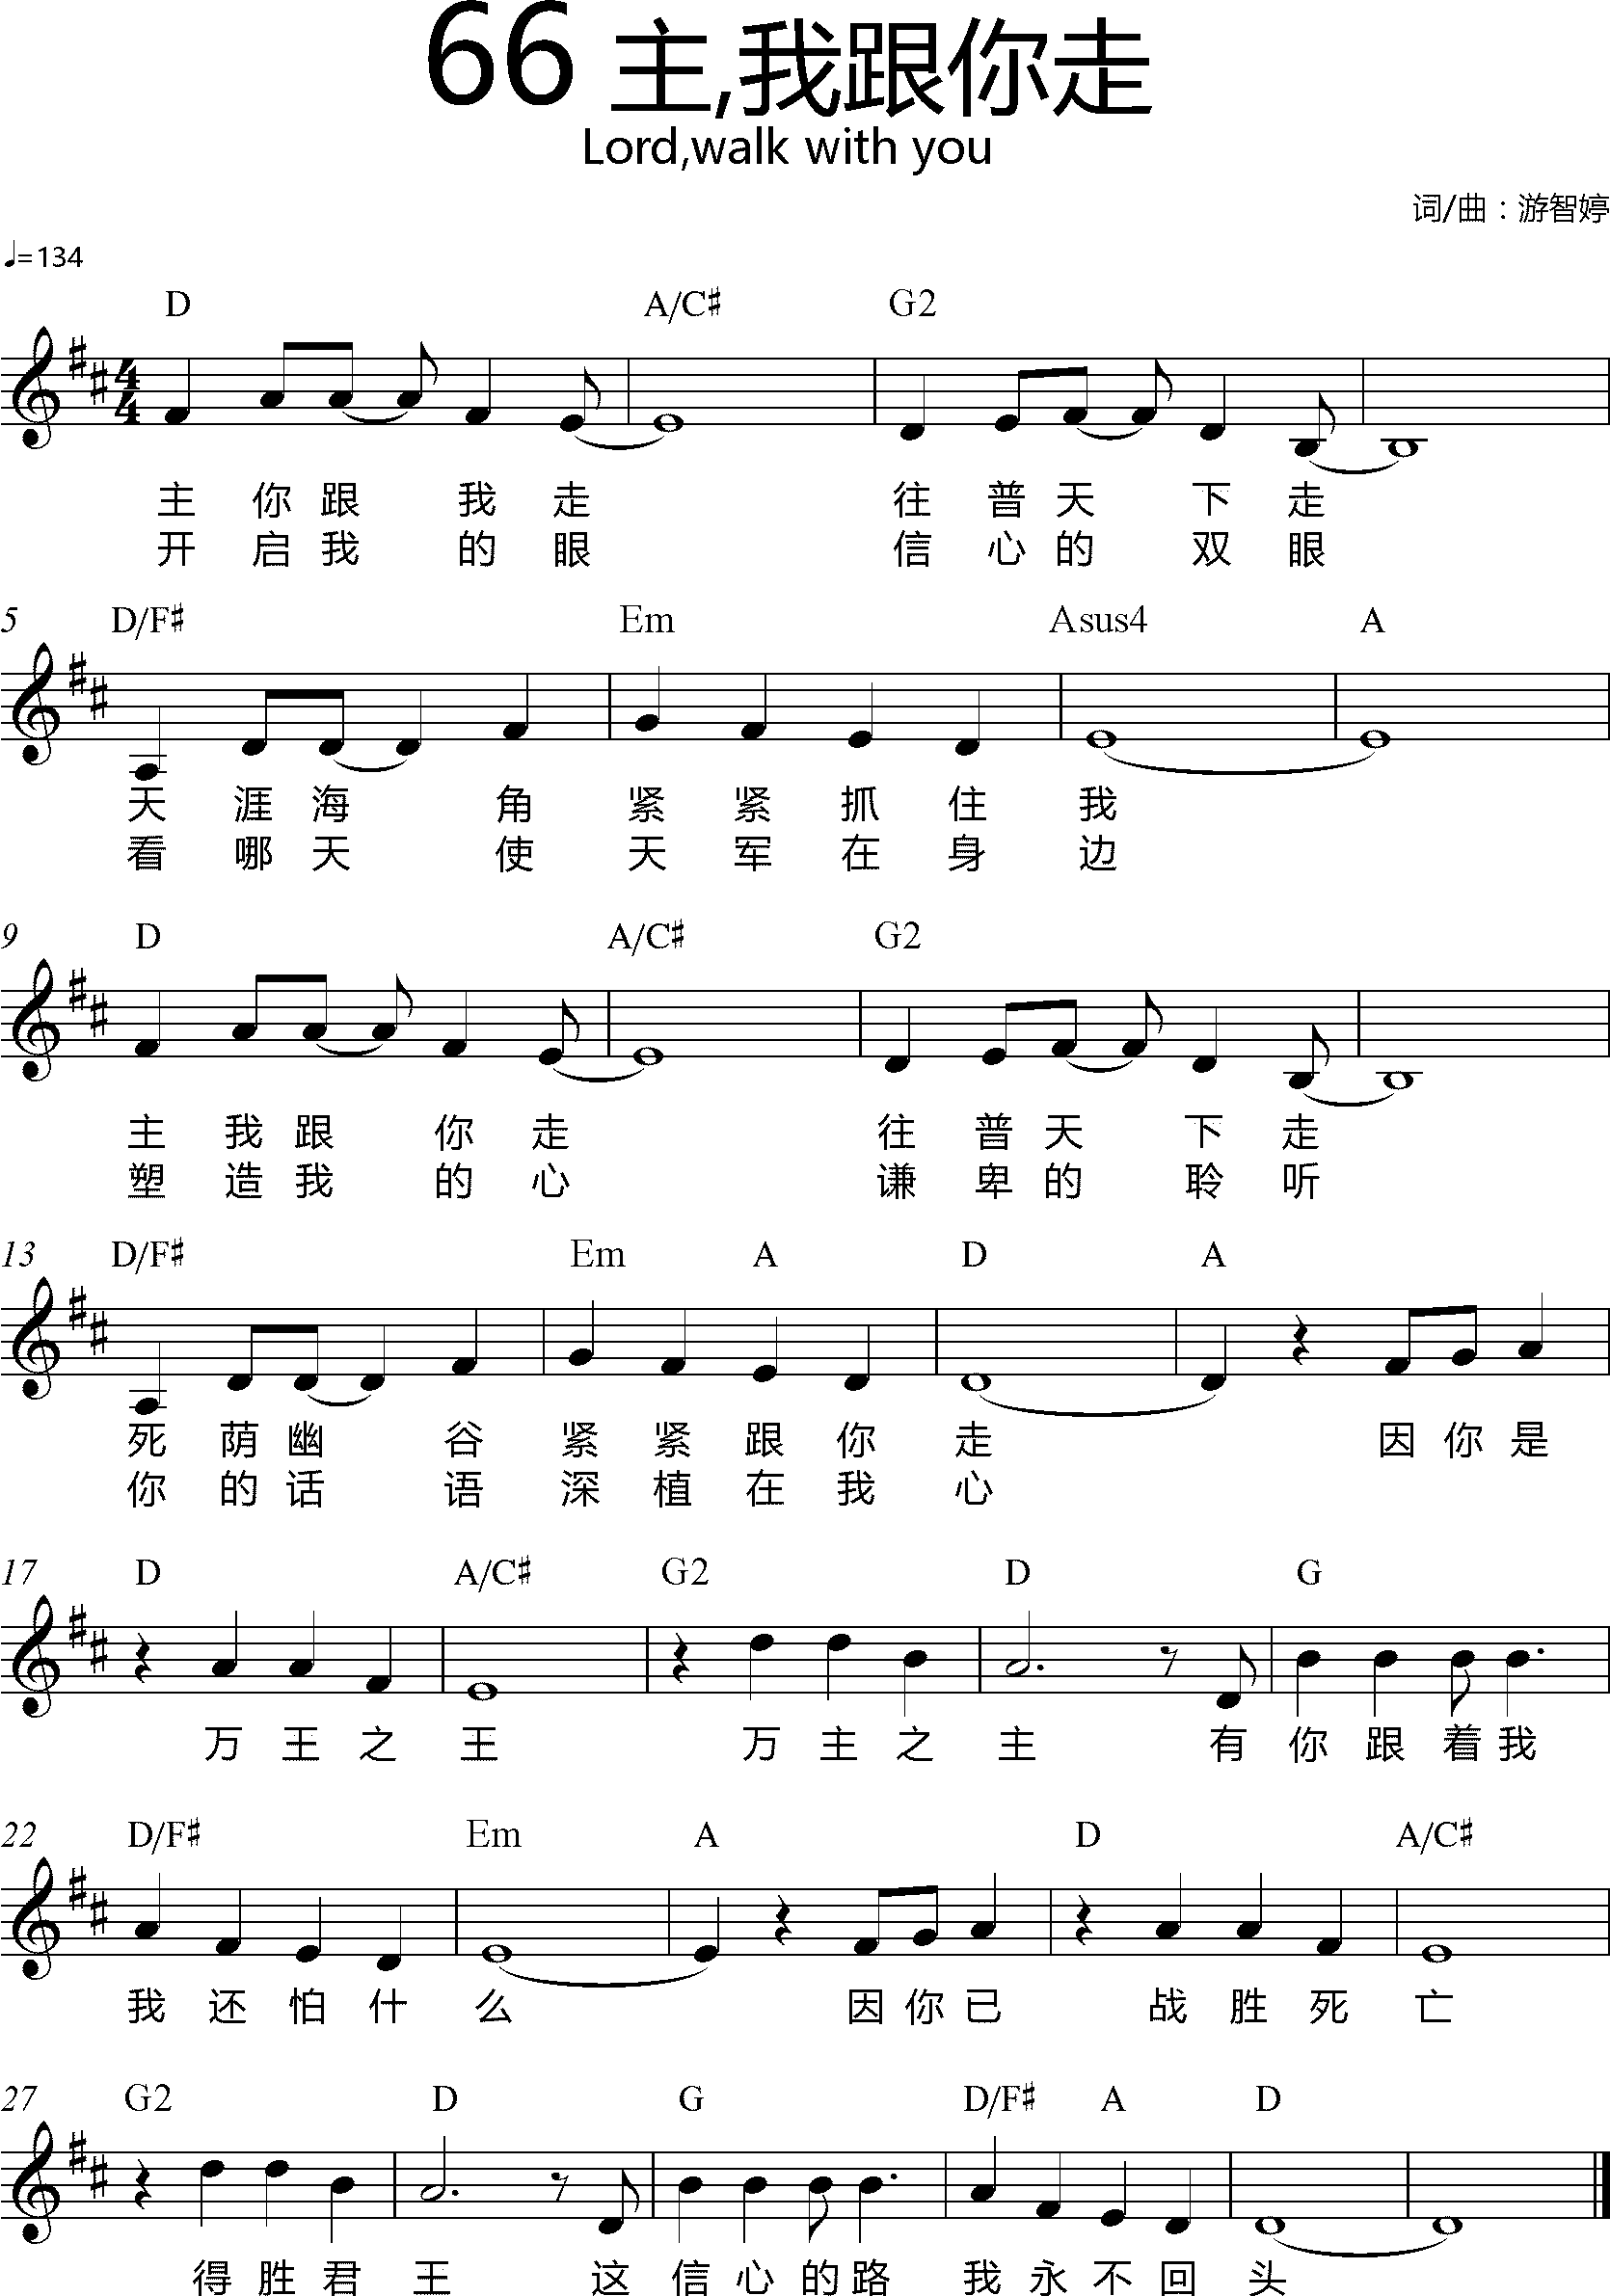 66 主,我跟你走
Lord,walk with you
词/曲：游智婷
♩=134
D A/C♯ G2
4/4
主 你 跟 我 走 往 普 天 下 走
开 启 我 的 眼 信 心 的 双 眼
5 D/F♯ Em Asus4 A
天 涯 海 角 紧 紧 抓 住 我
看 哪 天 使 天 军 在 身 边
9 D A/C♯ G2
主 我 跟 你 走 往 普 天 下 走
塑 造 我 的 心 谦 卑 的 聆 听
13 D/F♯ Em A D A
死 荫 幽 谷 紧 紧 跟 你 走 因 你 是
你 的 话 语 深 植 在 我 心
17 D A/C♯ G2 D G
万 王 之 王 万 主 之 主 有 你 跟 着 我
22 D/F♯ Em A D A/C♯
我 还 怕 什 么 因 你 已 战 胜 死 亡
27 G2 D G D/F♯ A D
得 胜 君 王 这 信 心 的 路 我 永 不 回 头